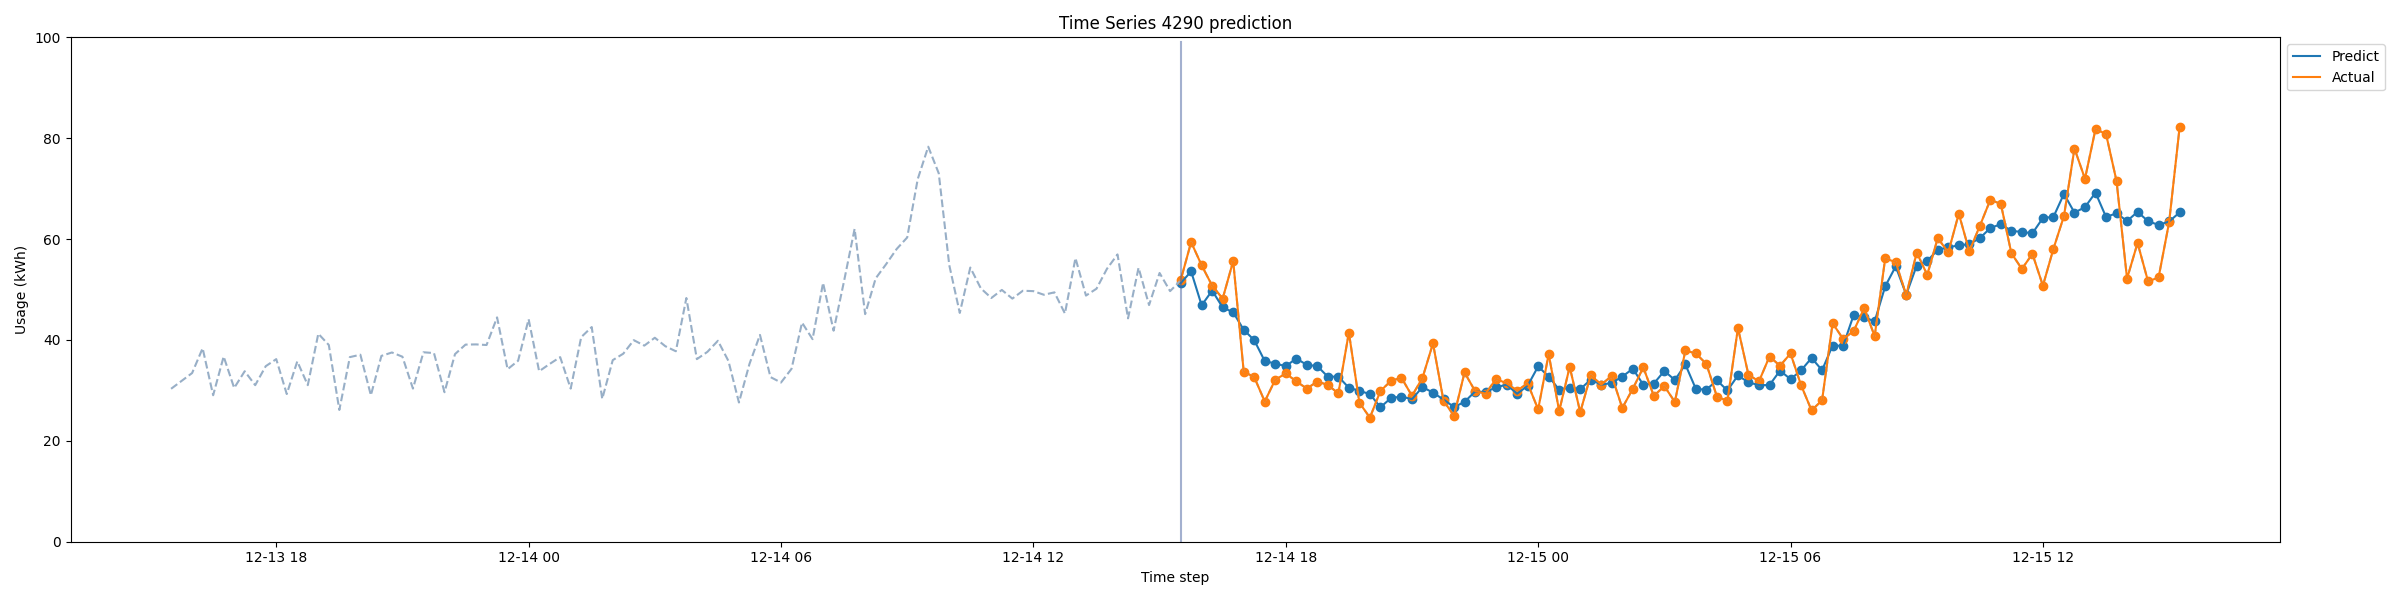 Time Series 4290 prediction
100
80
60
40
20
0
Usage (kWh)
Predict
Actual
12-13 18
12-14 00
12-14 06
12-14 12
12-14 18
12-15 00
12-15 06
12-15 12
Time step